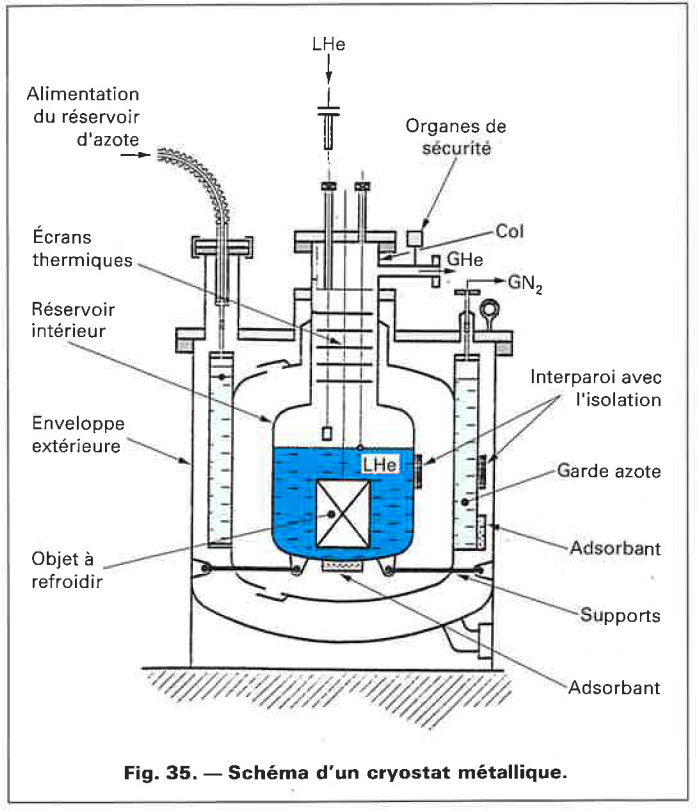 LHe
Alimentation
du réservoir
d'azote
Organes de
sécurité
Col
GHe
GN2
Écrans
thermiques
Réservoir
intérieur
Interparoi avec
l'isolation
Enveloppe
extérieure
LHe
Garde azote
Adsorbant
Objet à
refroidir
Supports
Adsorbant
Fig. 35. — Schéma d'un cryostat métallique.